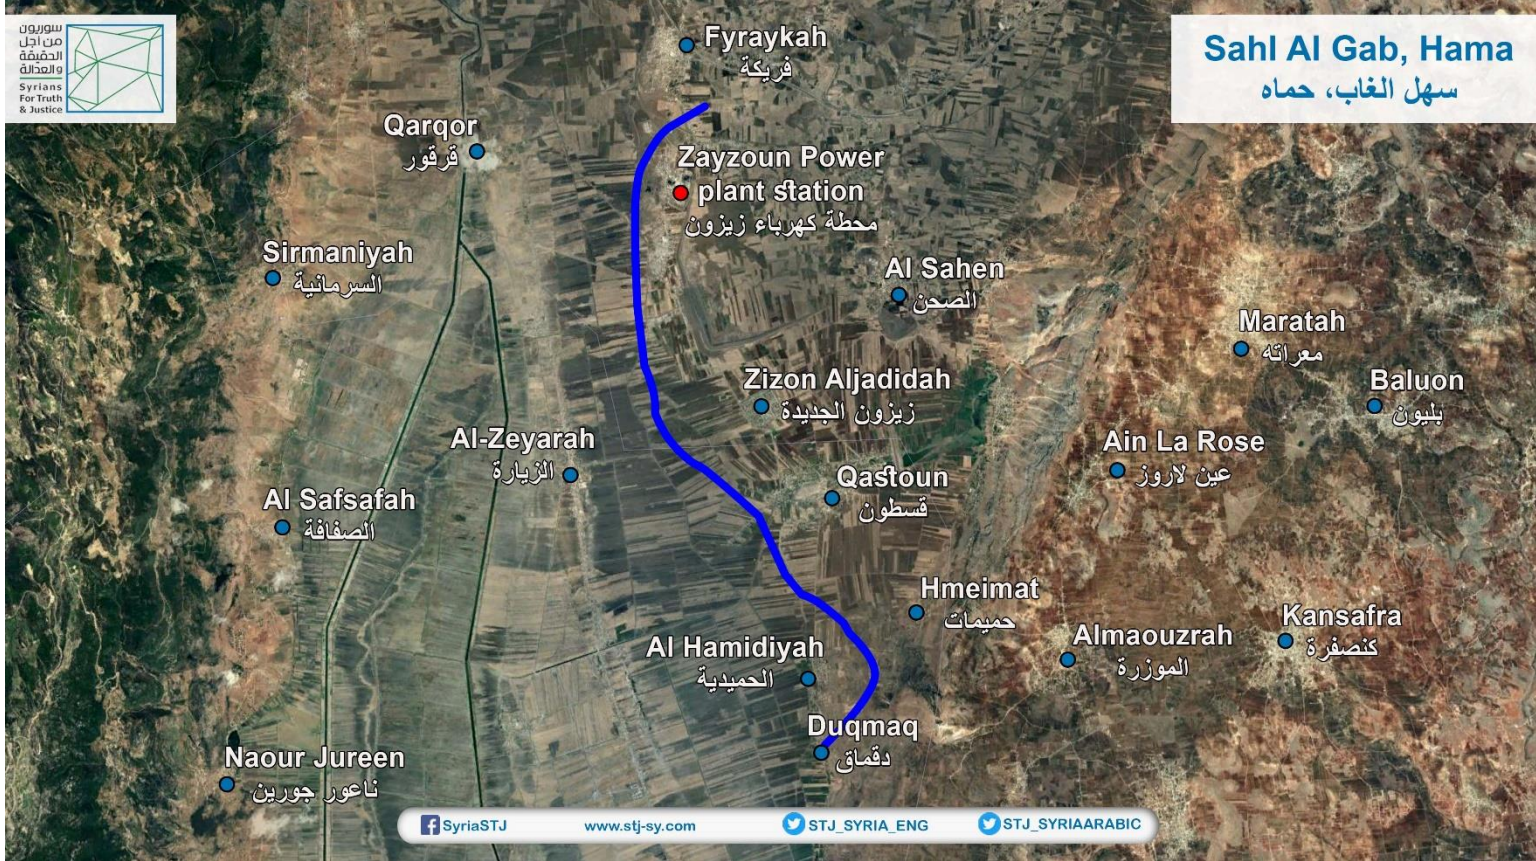 سوريون
من أجل
الحقيقة
والعدالة
Syrians
For Truth
& Justice
Sahl Al Gab, Hama
سهل الغاب، حماه
Fyraykah
فريكة
Qarqor
قرقور
Zayzoun Power
plant station
محطة كهرباء زيزون
Sirmaniyah
السرمانية
Al Sahen
الصحن
Maratah
معراته
Zizon Aljadidah
زيزون الجديدة
Baluon
بليون
Al-Zeyarah
الزيارة
Ain La Rose
عين لاروز
Qastoun
قسطون
Al Safsafah
الصفافة
Hmeimat
حميمات
Kansafra
كنصفرة
Almaouzrah
الموزرة
Al Hamidiyah
الحميدية
Duqmaq
دقماق
Naour Jureen
ناعور جورين
SyriaSTJ
www.stj-sy.com
STJ_SYRIA_ENG
STJ_SYRIAARABIC